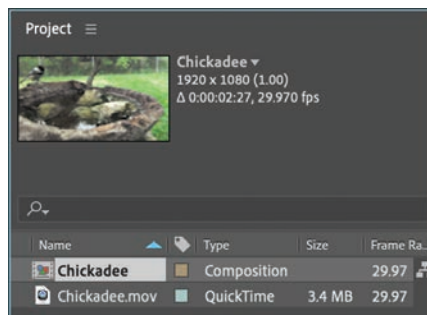 Project
Chickadee
1920 x 1080 (1.00)
Δ 0:00:02:27, 29.970 fps
Name Type Size Frame Ra..
Chickadee Composition 29.97
Chickadee.mov QuickTime 3.4 MB 29.97